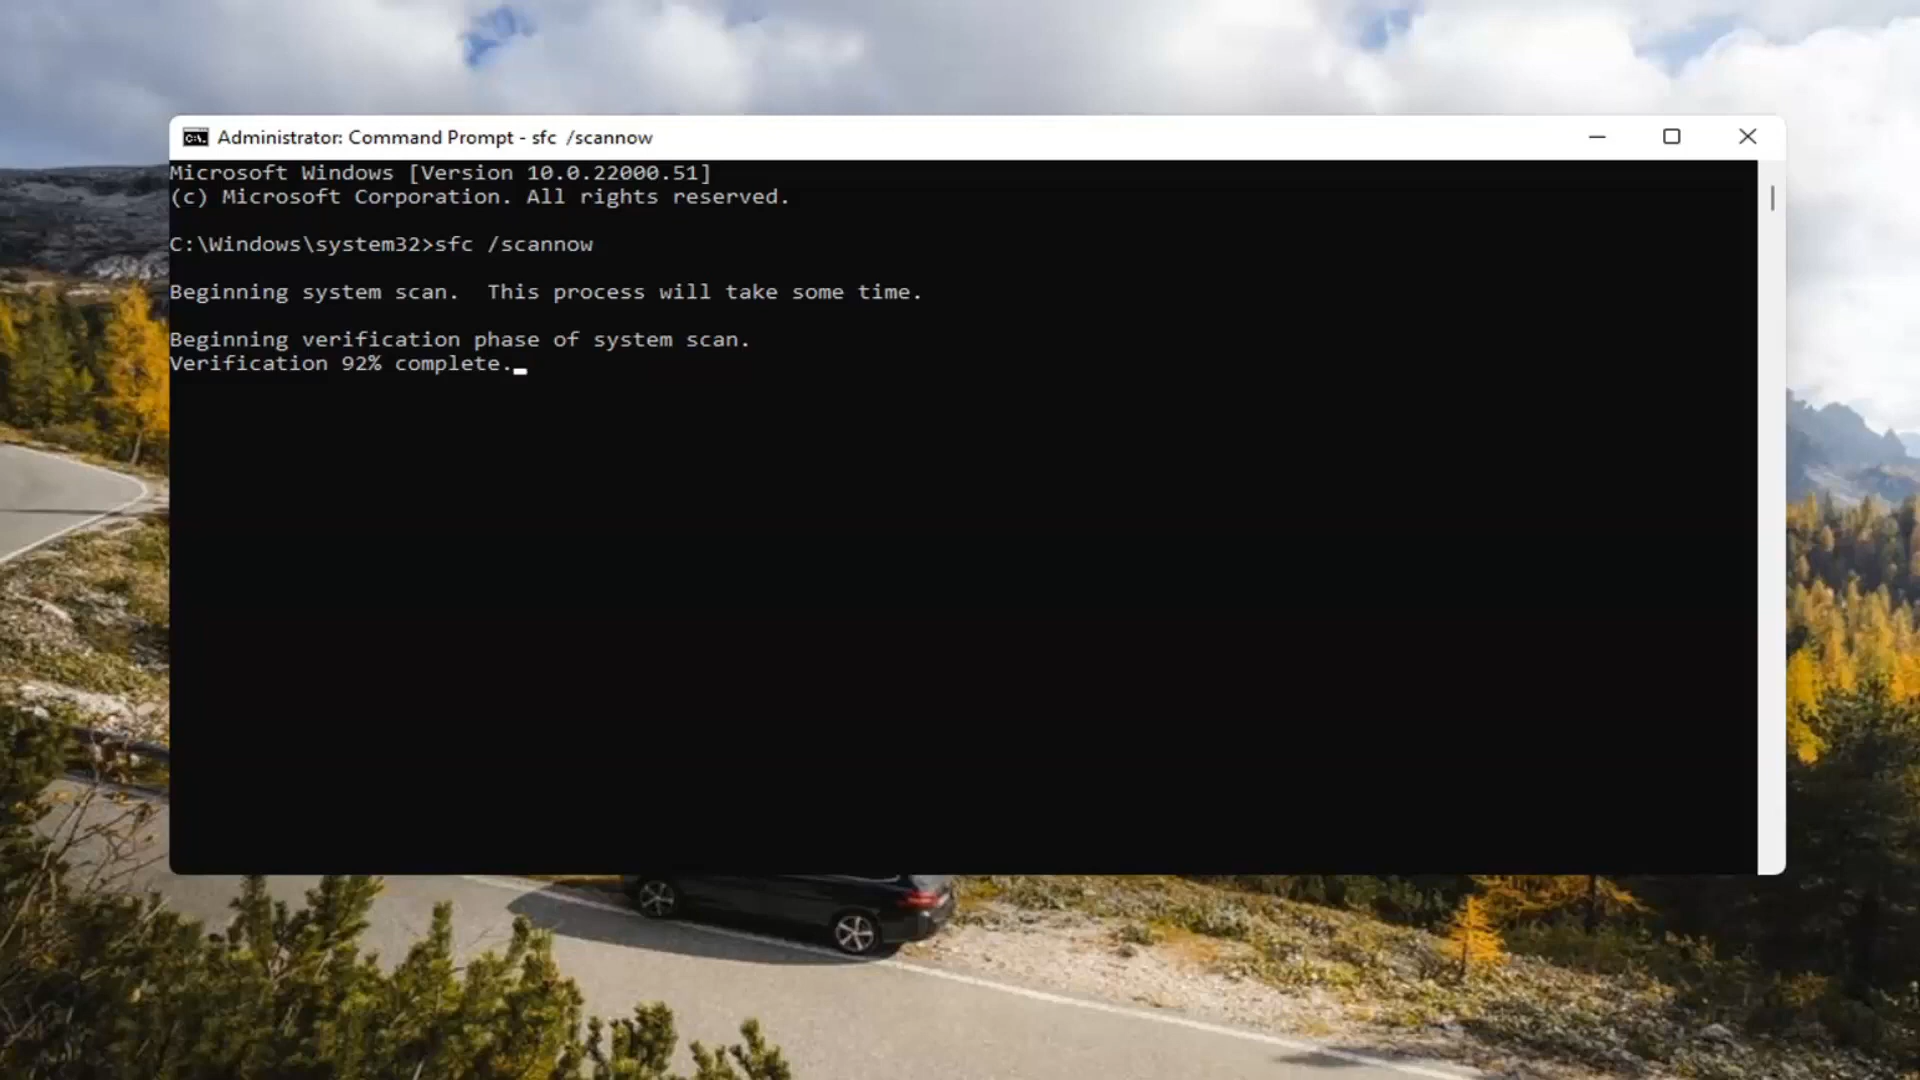 Administrator: Command Prompt - sfc  /scannow
Microsoft Windows [Version 10.0.22000.51]
(c) Microsoft Corporation. All rights reserved.
C:\Windows\system32>sfc /scannow
Beginning system scan.  This process will take some time.
Beginning verification phase of system scan.
Verification 92% complete.